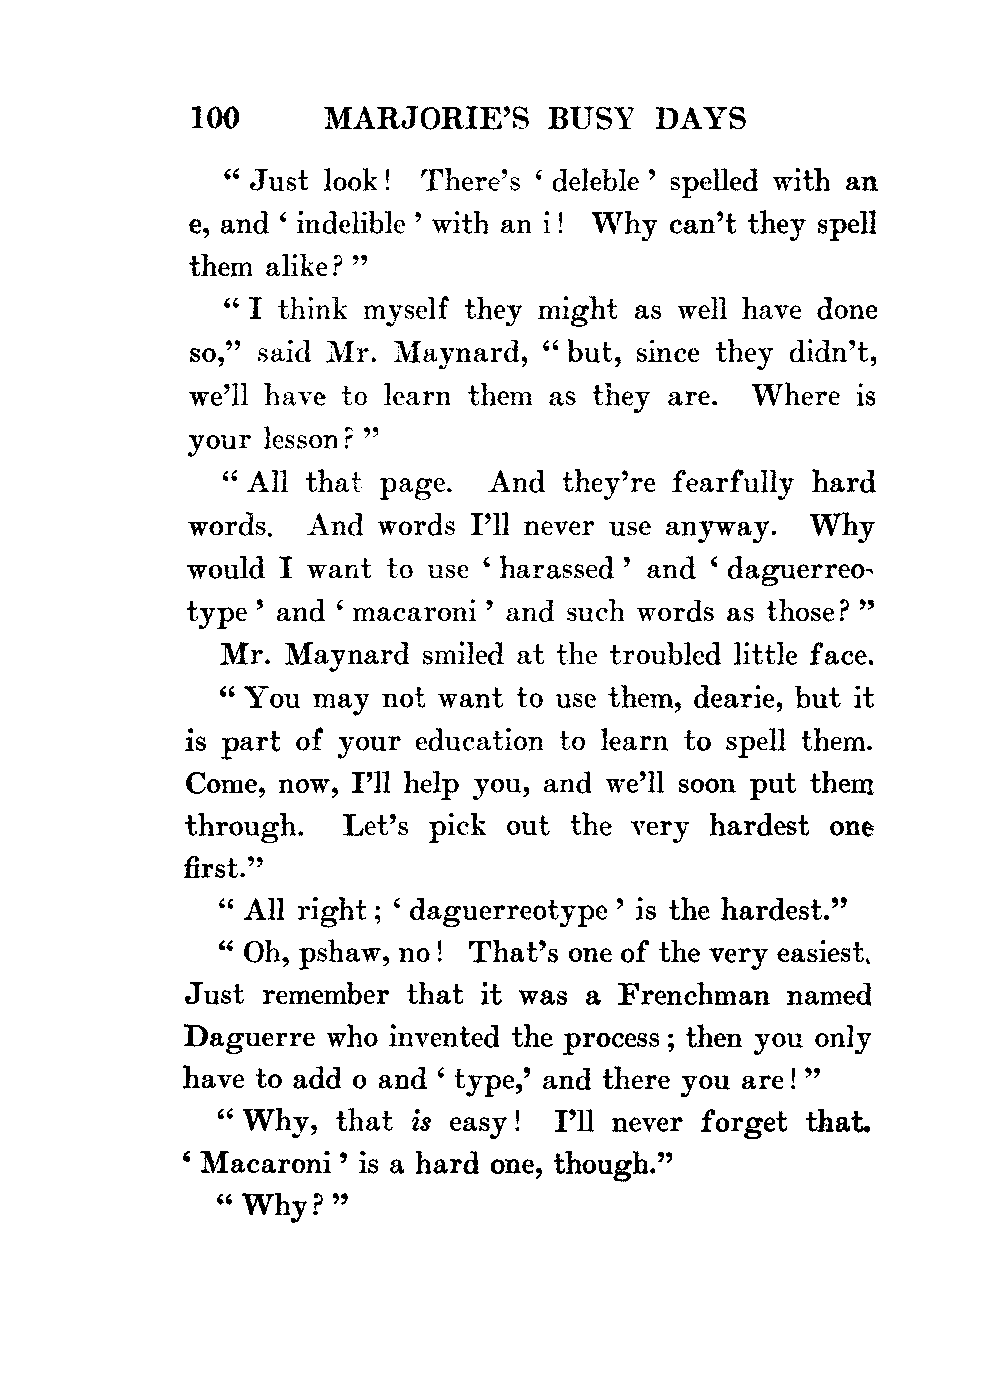 100 MARJORIE'S BUSY DAYS
“ Just look! There's ‘ deleble ’ spelled with an
e, and ‘ indelible ’ with an i! Why can't they spell
them alike? ”
“ I think myself they might as well have done
so,” said Mr. Maynard, “ but, since they didn't,
we'll have to learn them as they are. Where is
your lesson? ”
“ All that page. And they're fearfully hard
words. And words I'll never use anyway. Why
would I want to use ‘ harassed ’ and ‘ daguerreo-
type ’ and ‘ macaroni ’ and such words as those? ”
Mr. Maynard smiled at the troubled little face.
“ You may not want to use them, dearie, but it
is part of your education to learn to spell them.
Come, now, I'll help you, and we'll soon put them
through. Let's pick out the very hardest one
first.”
“ All right; ‘ daguerreotype ’ is the hardest.”
“ Oh, pshaw, no! That's one of the very easiest.
Just remember that it was a Frenchman named
Daguerre who invented the process; then you only
have to add o and ‘ type,’ and there you are! ”
“ Why, that is easy! I'll never forget that.
‘ Macaroni ’ is a hard one, though.”
“ Why? ”